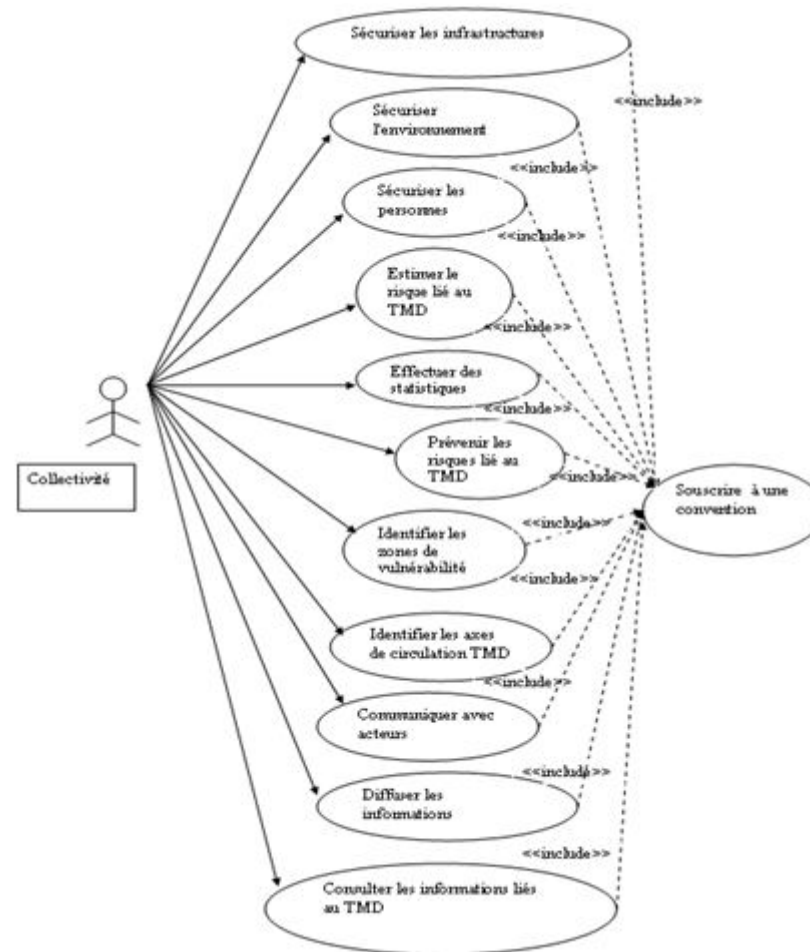 Sécuriser les infrastructures
<<include>>
Sécuriser
l'environnement
<<include>>
Sécuriser les
personnes
<<include>>
Estimer le
risque lié au
TMD
<<include>>
Effectuer des
statistiques
<<include>>
Prévenir les
risques lié au
TMD
<<include>>
Collectivité
Souscrire à une
convention
<<include>>
Identifier les
zones de
vulnérabilité
<<include>>
Identifier les axes
de circulation TMD
<<include>>
Communiquer avec
acteurs
<<include>>
Diffuser les
informations
<<include>>
Consulter les informations liés
au TMD